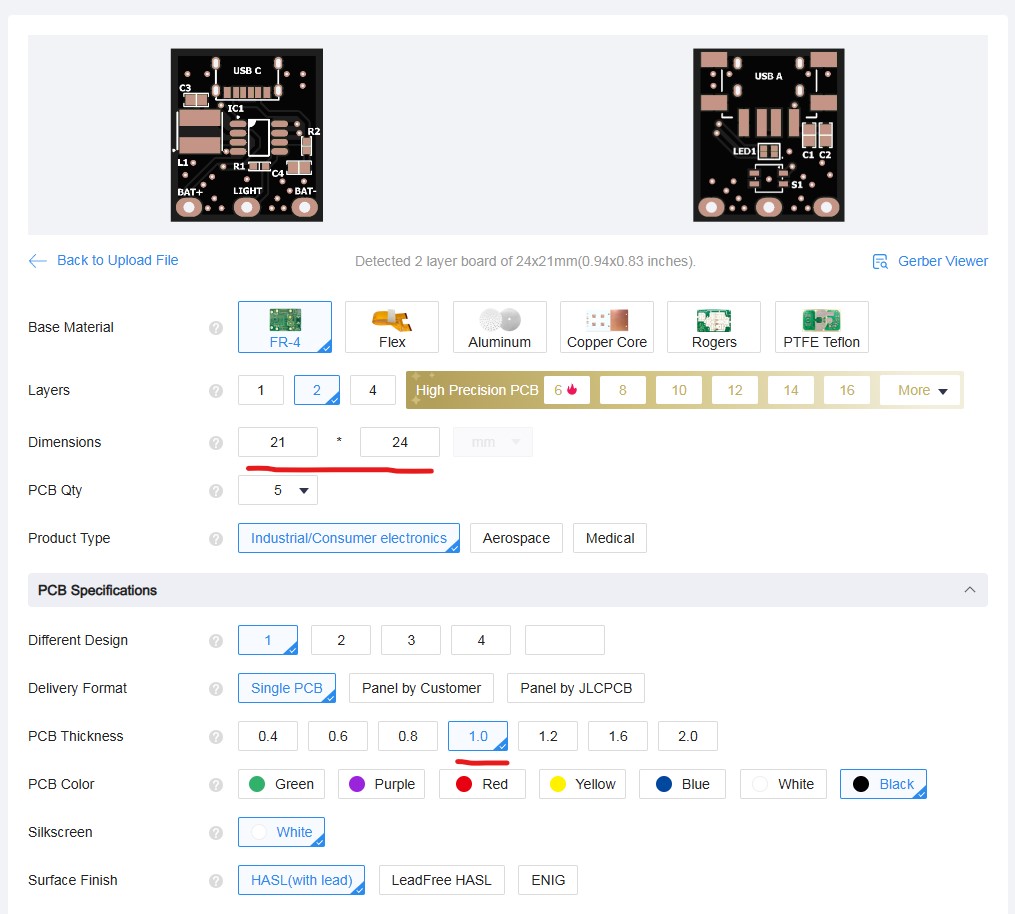 USB C
C3
IC1
R2
L1
R1
C4
BAT+ LIGHT BAT-
USB A
LED1
C1 C2
S1
Back to Upload File
Detected 2 layer board of 24x21mm(0.94x0.83 inches).
Gerber Viewer
Base Material ? FR-4 Flex Aluminum Copper Core Rogers PTFE Teflon
Layers ? 1 2 4 High Precision PCB 6 8 10 12 14 16 More
Dimensions ? 21 * 24 mm
PCB Qty ? 5
Product Type ? Industrial/Consumer electronics Aerospace Medical
PCB Specifications
Different Design ? 1 2 3 4
Delivery Format ? Single PCB Panel by Customer Panel by JLCPCB
PCB Thickness ? 0.4 0.6 0.8 1.0 1.2 1.6 2.0
PCB Color ? Green Purple Red Yellow Blue White Black
Silkscreen ? White
Surface Finish ? HASL(with lead) LeadFree HASL ENIG